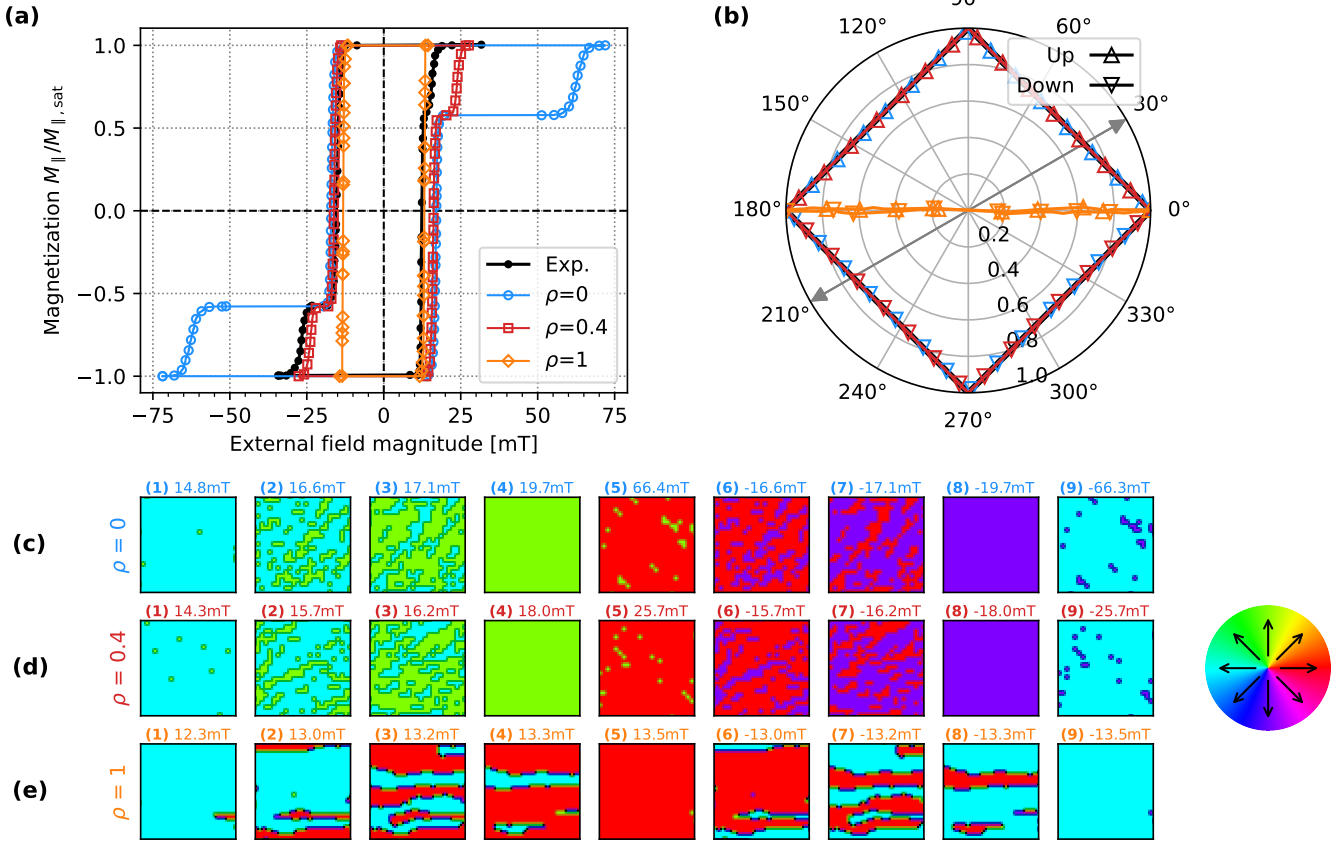 (a)
1.0
0.5
0.0
−0.5
−1.0
Magnetization M∥/M∥, sat
−75
−50
−25
0
25
50
75
External field magnitude [mT]
Exp.
ρ=0
ρ=0.4
ρ=1
(b)
120°
60°
150°
30°
180°
0°
210°
330°
240°
300°
270°
0.2
0.4
0.6
0.8
1.0
Up
Down
(c)
ρ = 0
(1) 14.8mT
(2) 16.6mT
(3) 17.1mT
(4) 19.7mT
(5) 66.4mT
(6) -16.6mT
(7) -17.1mT
(8) -19.7mT
(9) -66.3mT
(d)
ρ = 0.4
(1) 14.3mT
(2) 15.7mT
(3) 16.2mT
(4) 18.0mT
(5) 25.7mT
(6) -15.7mT
(7) -16.2mT
(8) -18.0mT
(9) -25.7mT
(e)
ρ = 1
(1) 12.3mT
(2) 13.0mT
(3) 13.2mT
(4) 13.3mT
(5) 13.5mT
(6) -13.0mT
(7) -13.2mT
(8) -13.3mT
(9) -13.5mT